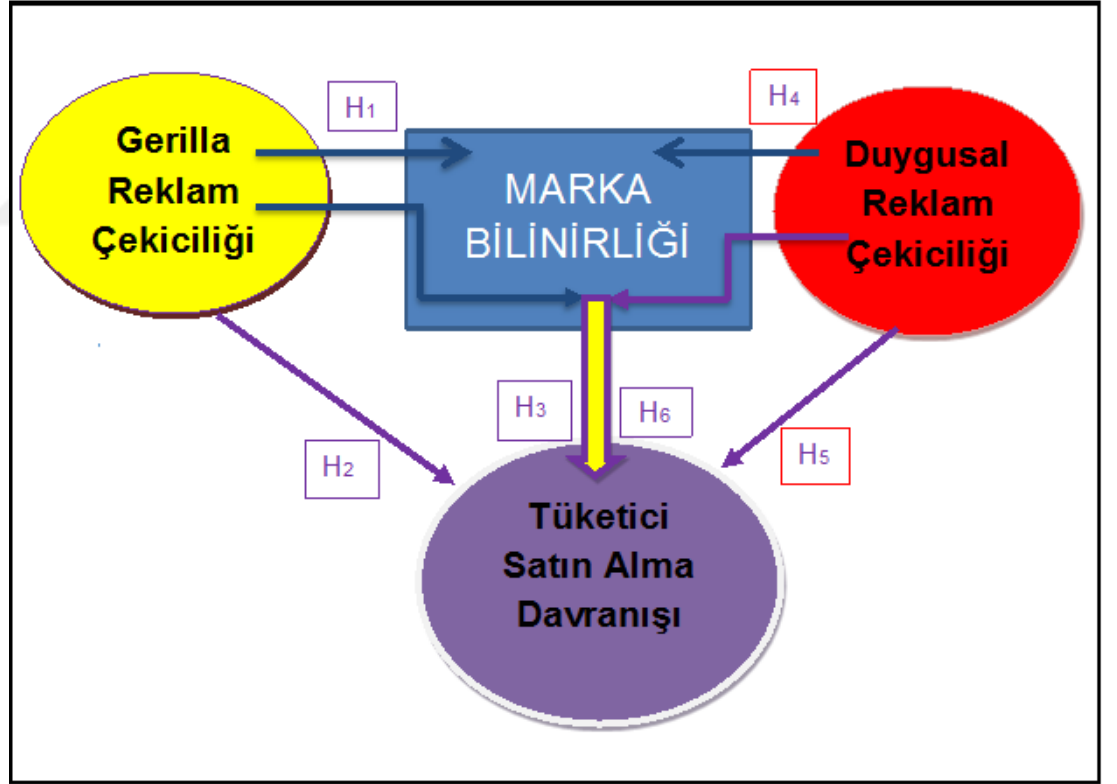 H1
H4
Gerilla
Reklam
Çekiciliği
MARKA
BİLİNİRLİĞİ
Duygusal
Reklam
Çekiciliği
H3
H6
H2
H5
Tüketici
Satın Alma
Davranışı